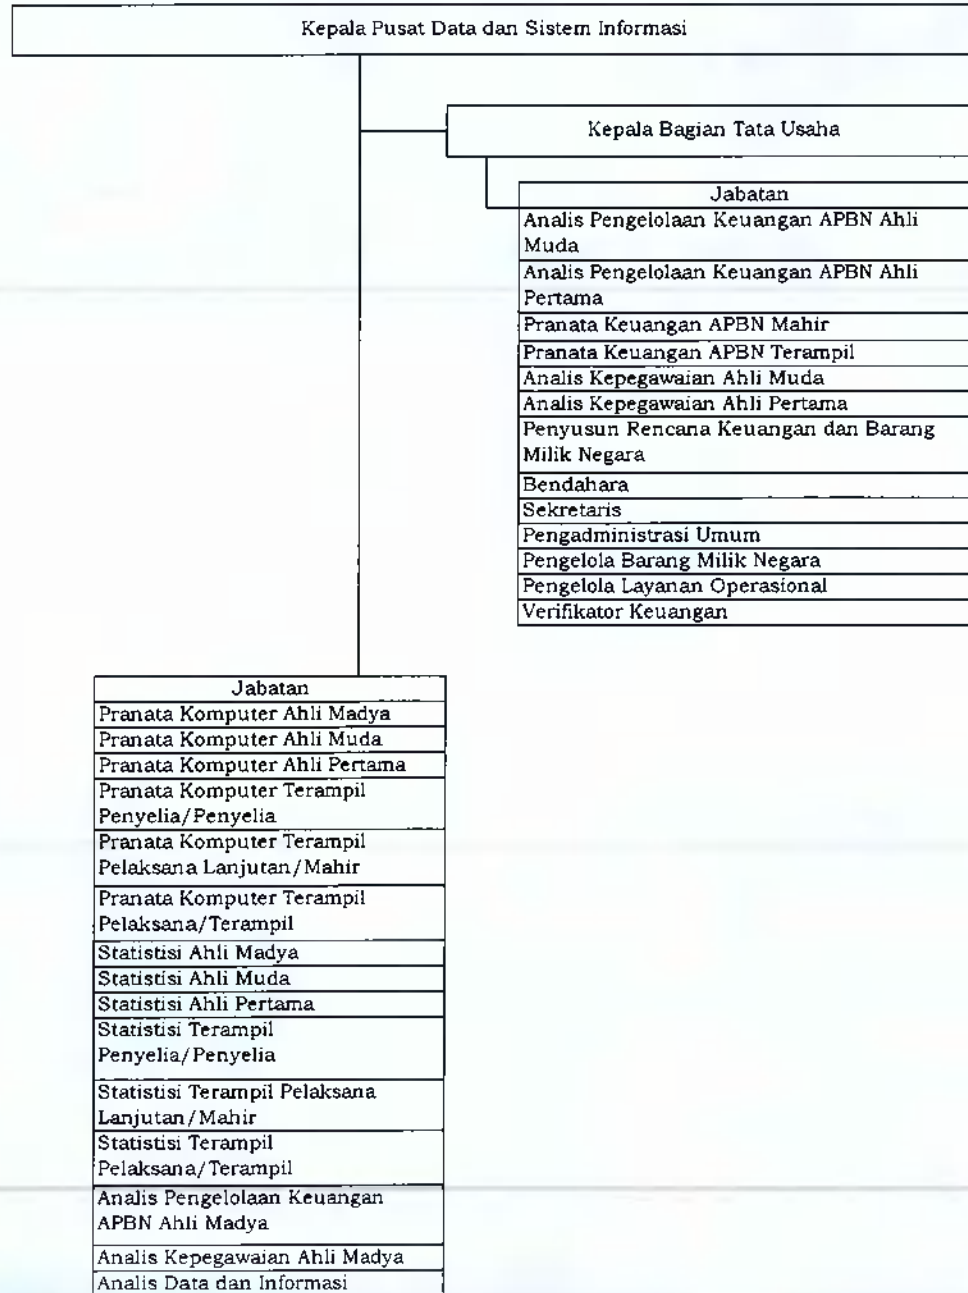 Kepala Pusat Data dan Sistem Informasi
Kepala Bagian Tata Usaha
Jabatan
Analis Pengelolaan Keuangan APBN Ahli
Muda
Analis Pengelolaan Keuangan APBN Ahli
Pertama
Pranata Keuangan APBN Mahir
Pranata Keuangan APBN Terampil
Analis Kepegawaian Ahli Muda
Analis Kepegawaian Ahli Pertama
Penyusun Rencana Keuangan dan Barang
Milik Negara
Bendahara
Sekretaris
Pengadministrasi Umum
Pengelola Barang Milik Negara
Pengelola Layanan Operasional
Verifikator Keuangan
Jabatan
Pranata Komputer Ahli Madya
Pranata Komputer Ahli Muda
Pranata Komputer Ahli Pertama
Pranata Komputer Terampil
Penyelia/Penyelia
Pranata Komputer Terampil
Pelaksana Lanjutan/Mahir
Pranata Komputer Terampil
Pelaksana/Terampil
Statistisi Ahli Madya
Statistisi Ahli Muda
Statistisi Ahli Pertama
Statistisi Terampil
Penyelia/Penyelia
Statistisi Terampil Pelaksana
Lanjutan/Mahir
Statistisi Terampil
Pelaksana/Terampil
Analis Pengelolaan Keuangan
APBN Ahli Madya
Analis Kepegawaian Ahli Madya
Analis Data dan Informasi